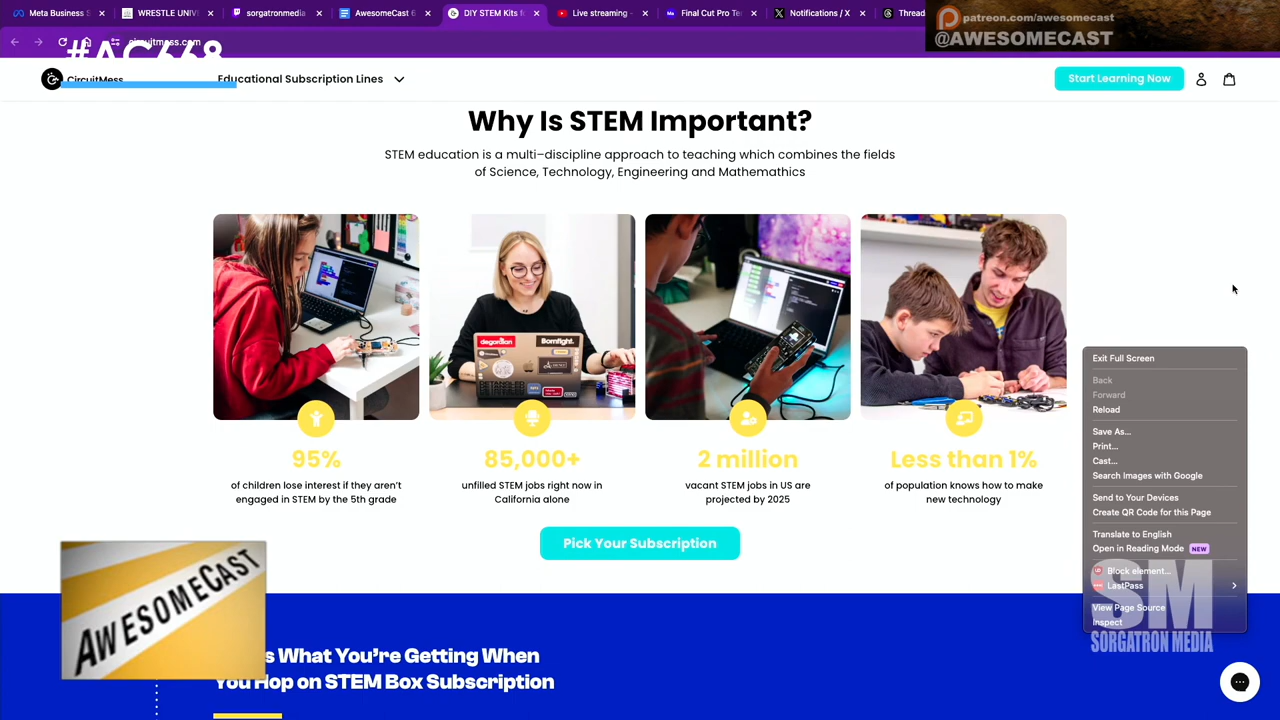 Meta Business S
WRESTLE UNIV
sorgatronmedia
AwesomeCast 6
DIY STEM Kits fo
Live streaming -
Final Cut Pro Te
Notifications / X
Thread
patreon.com/awesomecast
@AWESOMECAST
circuitmess.com
#AC668
CircuitMess
Educational Subscription Lines
Start Learning Now
Why Is STEM Important?
STEM education is a multi–discipline approach to teaching which combines the fields
of Science, Technology, Engineering and Mathemathics
degordian
Bornfight.
95%
of children lose interest if they aren’t
engaged in STEM by the 5th grade
85,000+
unfilled STEM jobs right now in
California alone
2 million
vacant STEM jobs in US are
projected by 2025
Less than 1%
of population knows how to make
new technology
Pick Your Subscription
Exit Full Screen
Back
Forward
Reload
Save As...
Print...
Cast...
Search Images with Google
Send to Your Devices
Create QR Code for this Page
Translate to English
Open in Reading Mode NEW
Block element...
LastPass
View Page Source
Inspect
SM
SORGATRON MEDIA
AWESOMECAST
s What You’re Getting When
You Hop on STEM Box Subscription